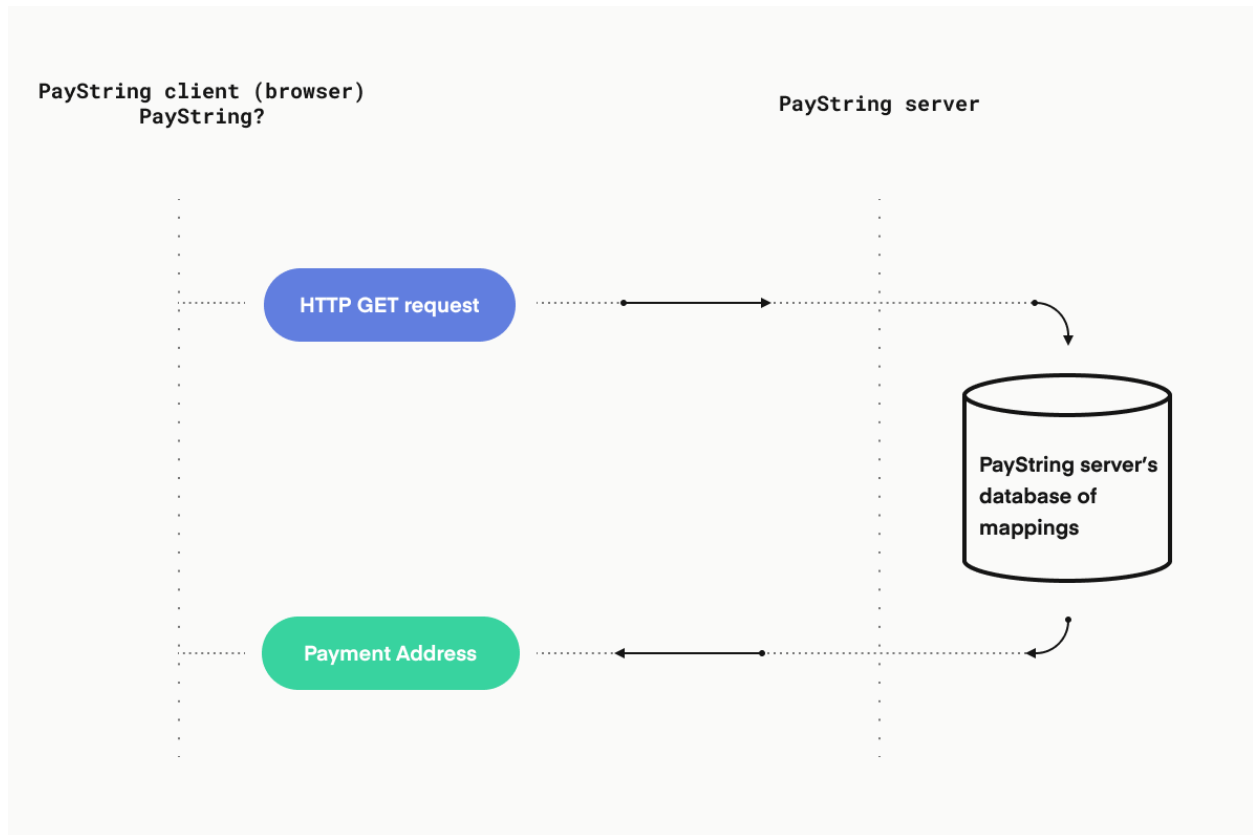 PayString client (browser)
PayString?
PayString server
HTTP GET request
PayString server’s
database of
mappings
Payment Address